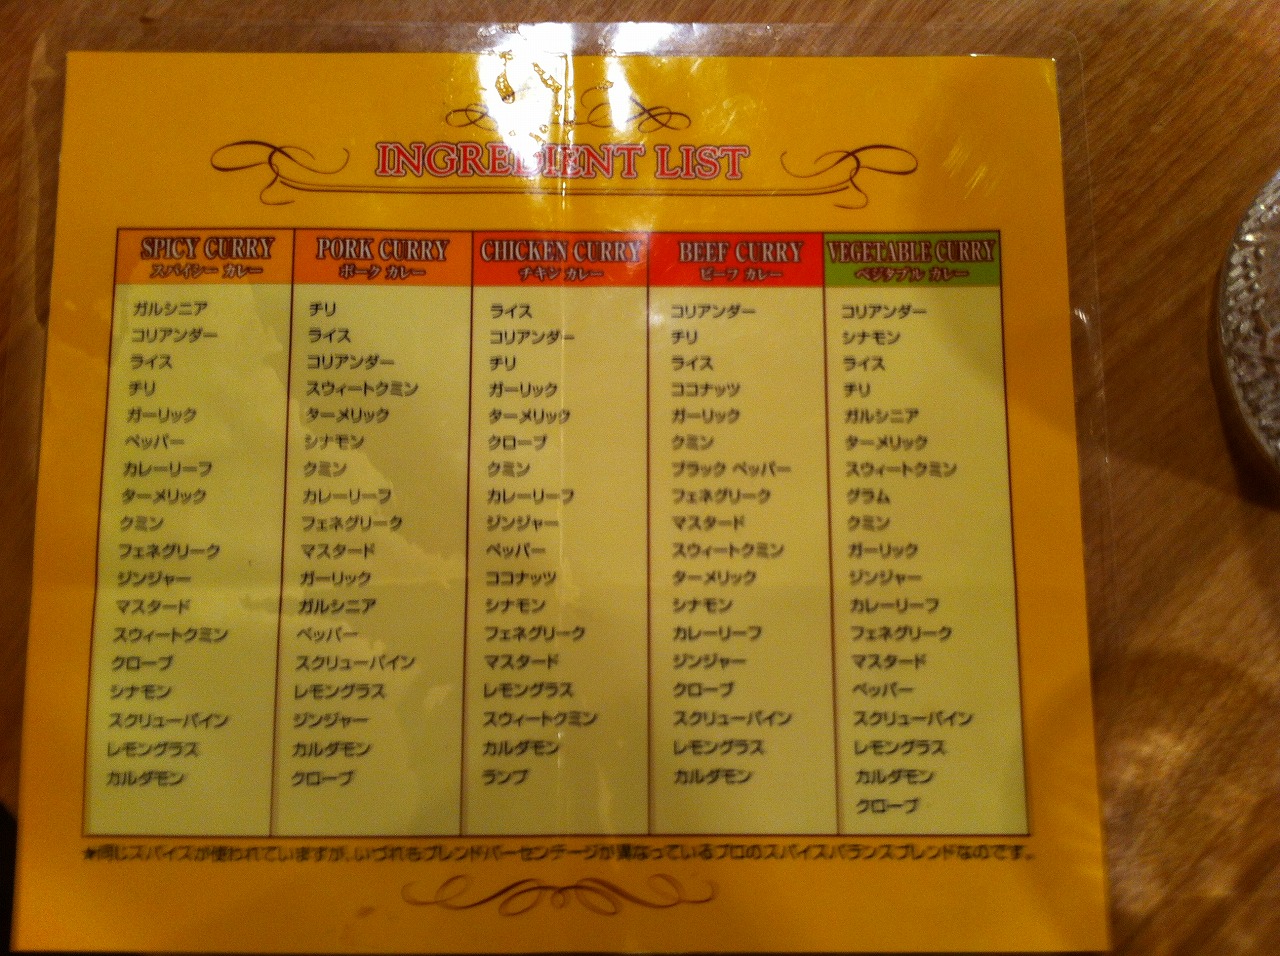 INGREDIENT LIST
SPICY CURRY
スパイシー カレー
ガルシニア
コリアンダー
ライス
チリ
ガーリック
ペッパー
カレーリーフ
ターメリック
クミン
フェネグリーク
ジンジャー
マスタード
スウィートクミン
クローブ
シナモン
スクリューパイン
レモングラス
カルダモン
PORK CURRY
ポーク カレー
チリ
ライス
コリアンダー
スウィートクミン
ターメリック
シナモン
クミン
カレーリーフ
フェネグリーク
マスタード
ガーリック
ガルシニア
ペッパー
スクリューパイン
レモングラス
ジンジャー
カルダモン
クローブ
CHICKEN CURRY
チキン カレー
ライス
コリアンダー
チリ
ガーリック
ターメリック
クローブ
クミン
カレーリーフ
ジンジャー
ペッパー
ココナッツ
シナモン
フェネグリーク
マスタード
レモングラス
スウィートクミン
カルダモン
ランプ
BEEF CURRY
ビーフ カレー
コリアンダー
チリ
ライス
ココナッツ
ガーリック
クミン
ブラック ペッパー
フェネグリーク
マスタード
スウィートクミン
ターメリック
シナモン
カレーリーフ
ジンジャー
クローブ
スクリューパイン
レモングラス
カルダモン
VEGETABLE CURRY
ベジタブル カレー
コリアンダー
シナモン
ライス
チリ
ガルシニア
ターメリック
スウィートクミン
グラム
クミン
ガーリック
ジンジャー
カレーリーフ
フェネグリーク
マスタード
ペッパー
スクリューパイン
レモングラス
カルダモン
クローブ
★同じスパイスが使われていますが、いづれもブレンドパーセンテージが異なっているプロのスパイスバランスブレンドなのです。